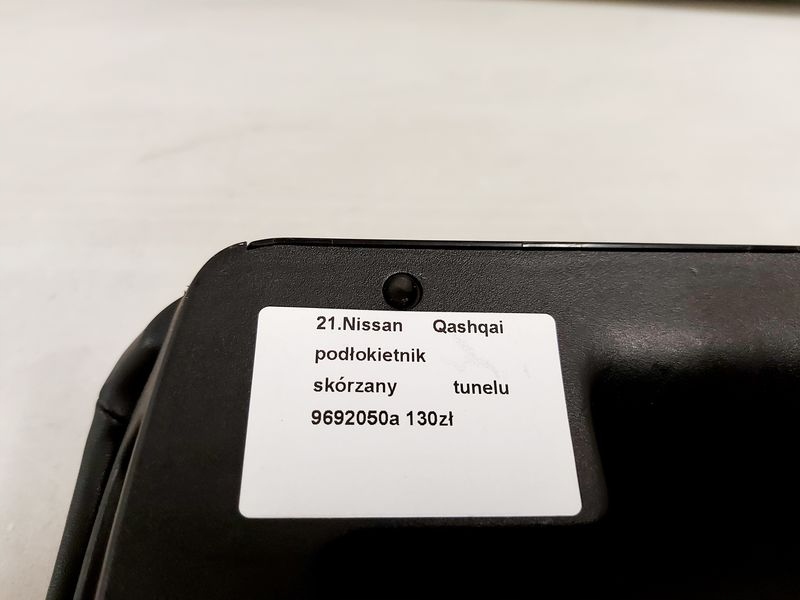 21.Nissan Qashqai
podłokietnik
skórzany tunelu
9692050a 130zł